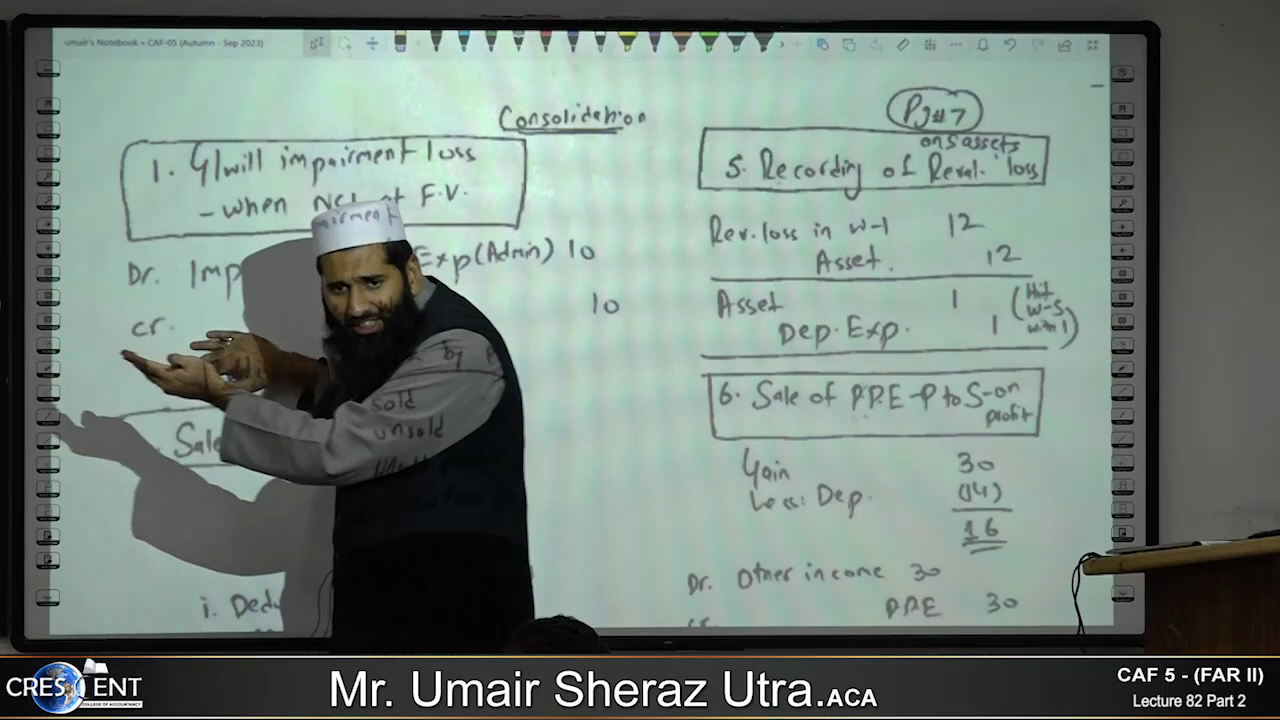 umair's Notebook » CAF-05 (Autumn - Sep 2023)
Consolidation
Pg#7
1. G/will impairment loss
- when NCI at F.V.
Dr. Imp Exp (Admin) 10
cr. 10
by
Sale
sold
unsold
i. Dedu
on S assets
5. Recording of Reval. loss
Rev. loss in w-1 12
Asset. 12
Asset 1
Dep. Exp. 1
(Hit
w-5
with 1)
6. Sale of P.P.E - P to S - on
profit
Gain 30
Less: Dep. (14)
16
Dr. Other income 30
P.P.E 30
cr.
CRESCENT
COLLEGE OF ACCOUNTANCY
Mr. Umair Sheraz Utra.ACA
CAF 5 - (FAR II)
Lecture 82 Part 2